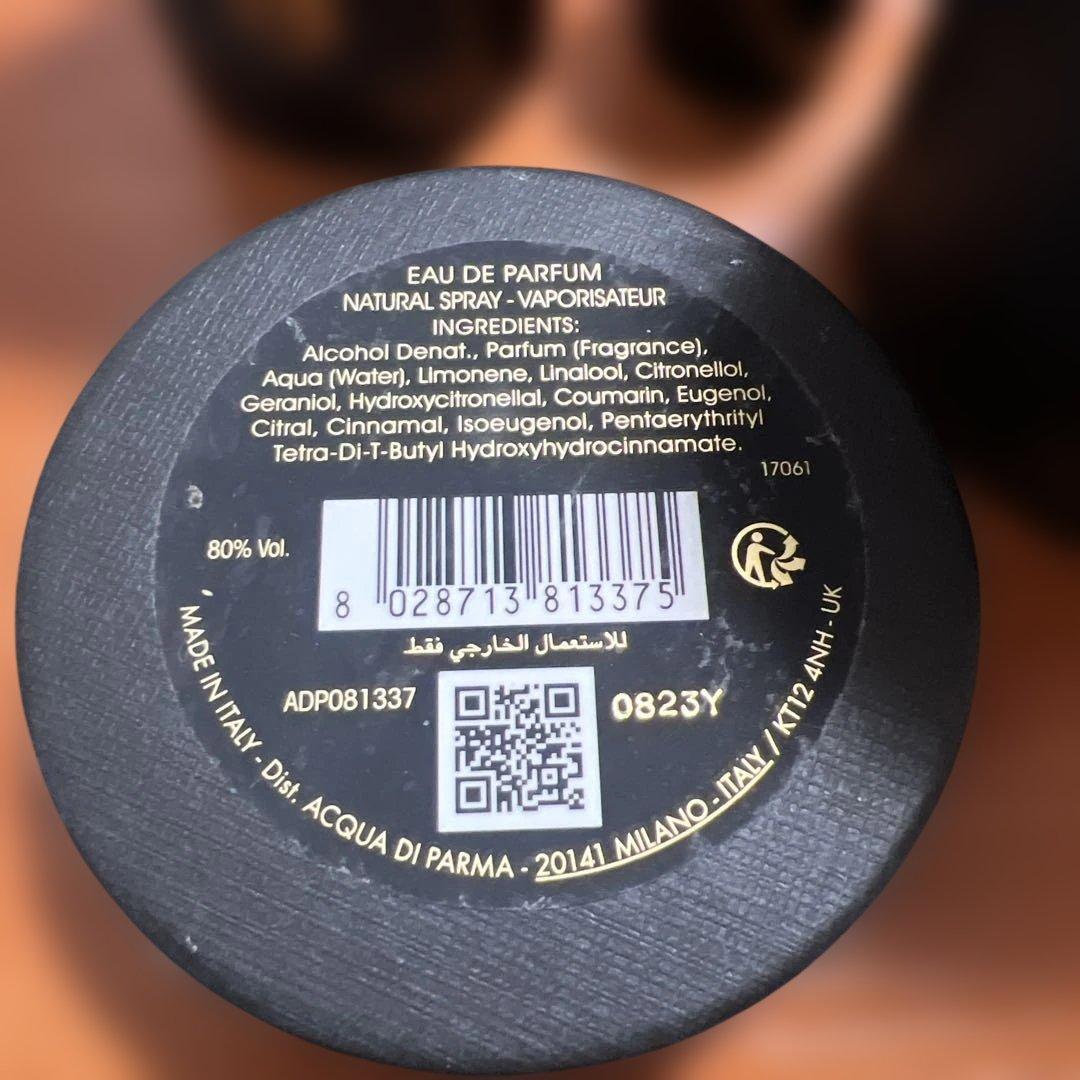 EAU DE PARFUM
NATURAL SPRAY - VAPORISATEUR
INGREDIENTS:
Alcohol Denat., Parfum (Fragrance),
Aqua (Water), Limonene, Linalool, Citronellol,
Geraniol, Hydroxycitronellal, Coumarin, Eugenol,
Citral, Cinnamal, Isoeugenol, Pentaerythrityl
Tetra-Di-T-Butyl Hydroxyhydrocinnamate.
17061
80% Vol.
8 028713 813375
للاستعمال الخارجي فقط
ADP081337
0823Y
MADE IN ITALY - Dist. ACQUA DI PARMA - 20141 MILANO - ITALY / KT12 4NH - UK